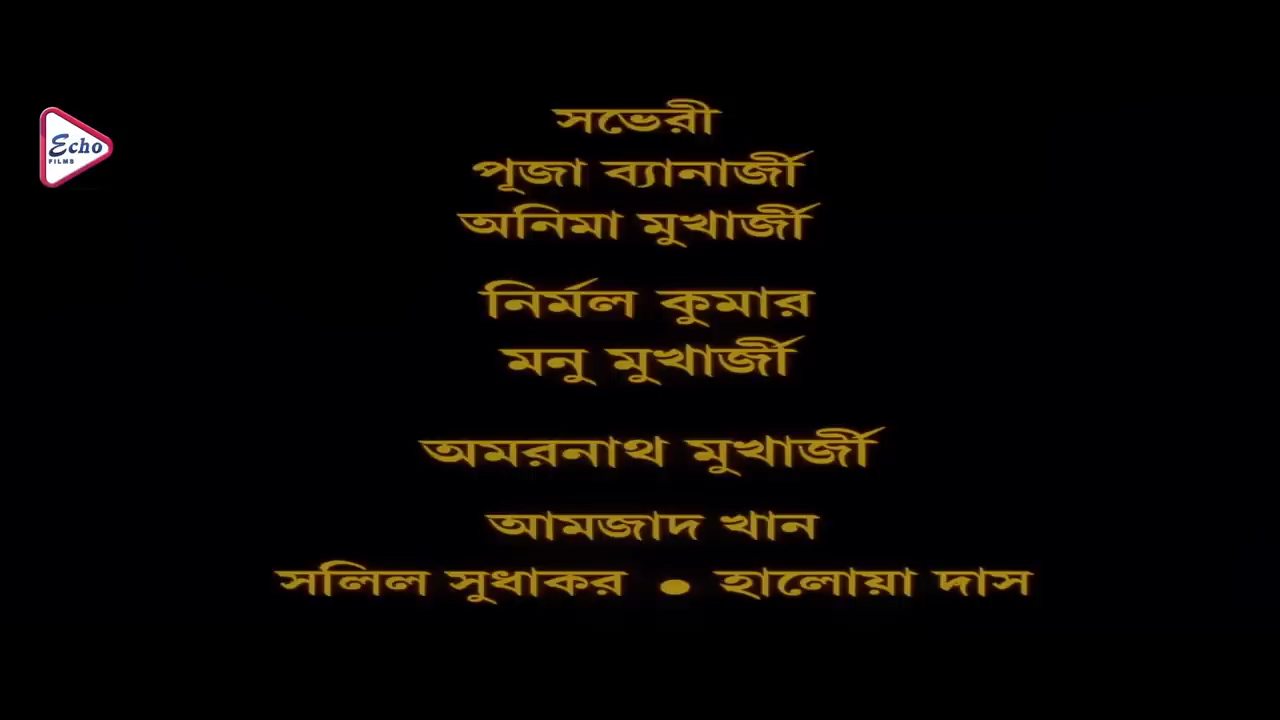 Echo
FILMS
সভেরী
পূজা ব্যানার্জী
অনিমা মুখার্জী
নির্মল কুমার
মনু মুখার্জী
অমরনাথ মুখার্জী
আমজাদ খান
সলিল সুধাকর ● হালোয়া দাস